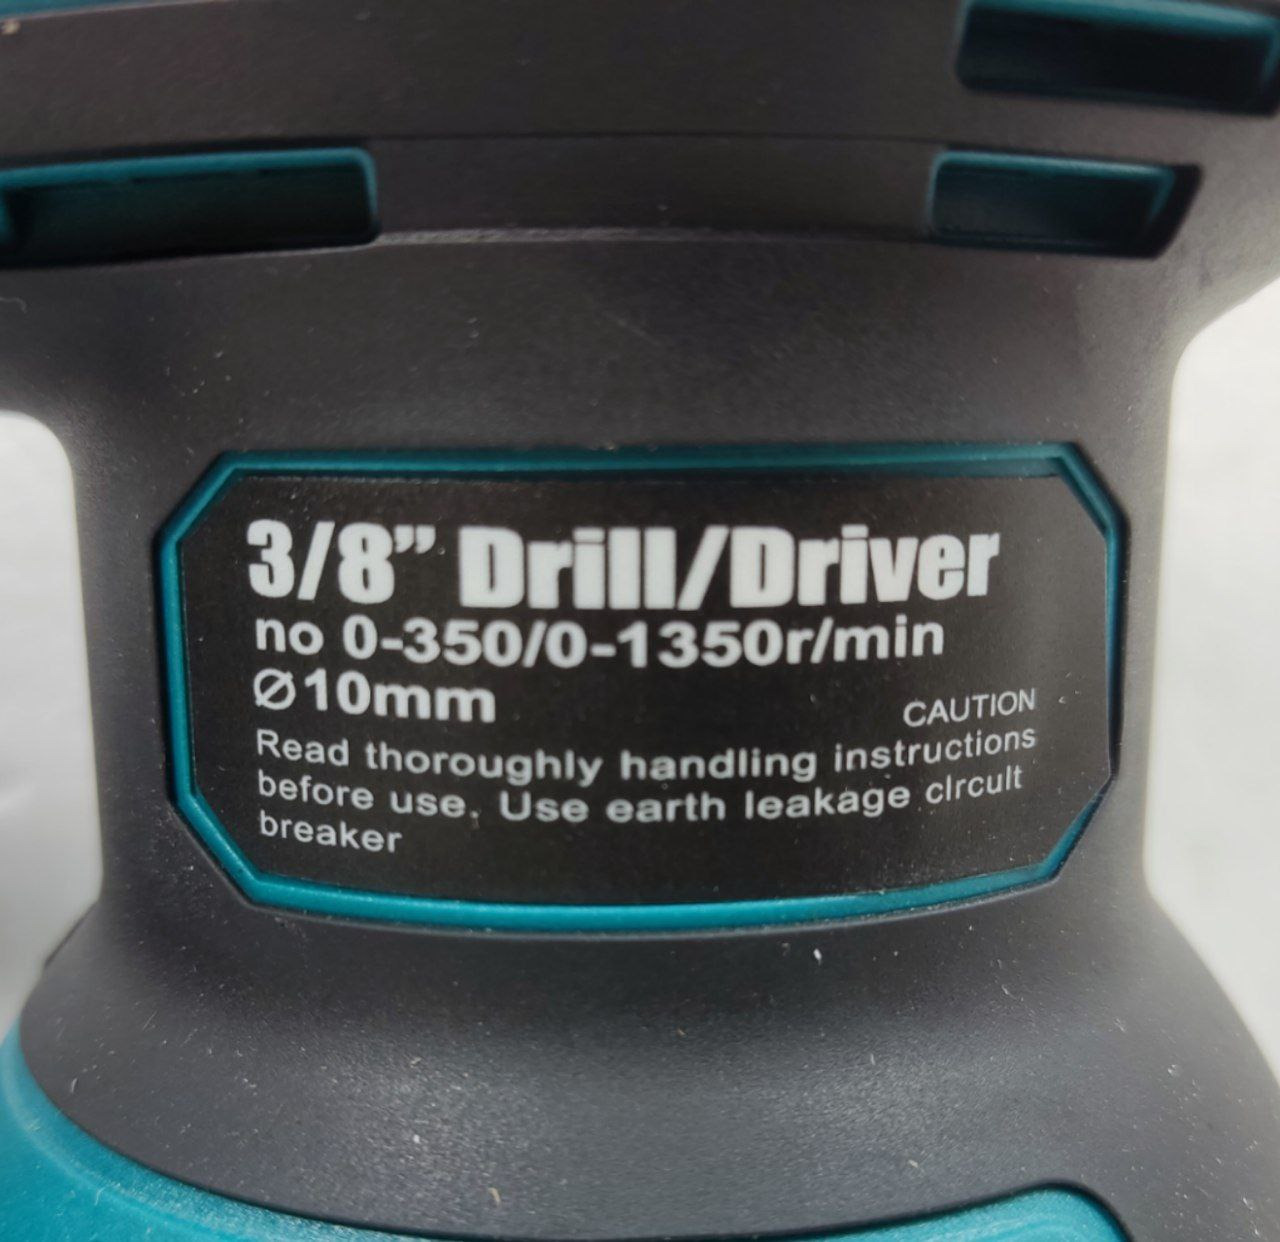 3/8” Drill/Driver
no 0-350/0-1350r/min
Ø10mm
CAUTION
Read thoroughly handling instructions
before use. Use earth leakage clrcult
breaker